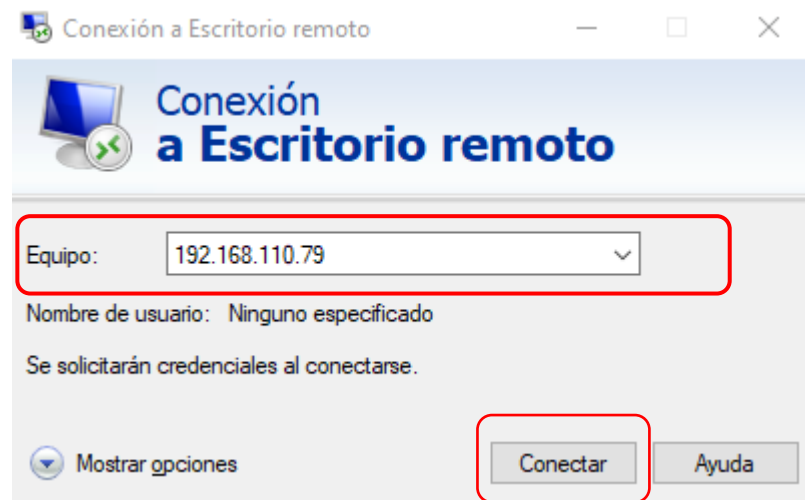 Conexión a Escritorio remoto
Conexión
a Escritorio remoto
Equipo: 192.168.110.79
Nombre de usuario: Ninguno especificado
Se solicitarán credenciales al conectarse.
Mostrar opciones Conectar Ayuda